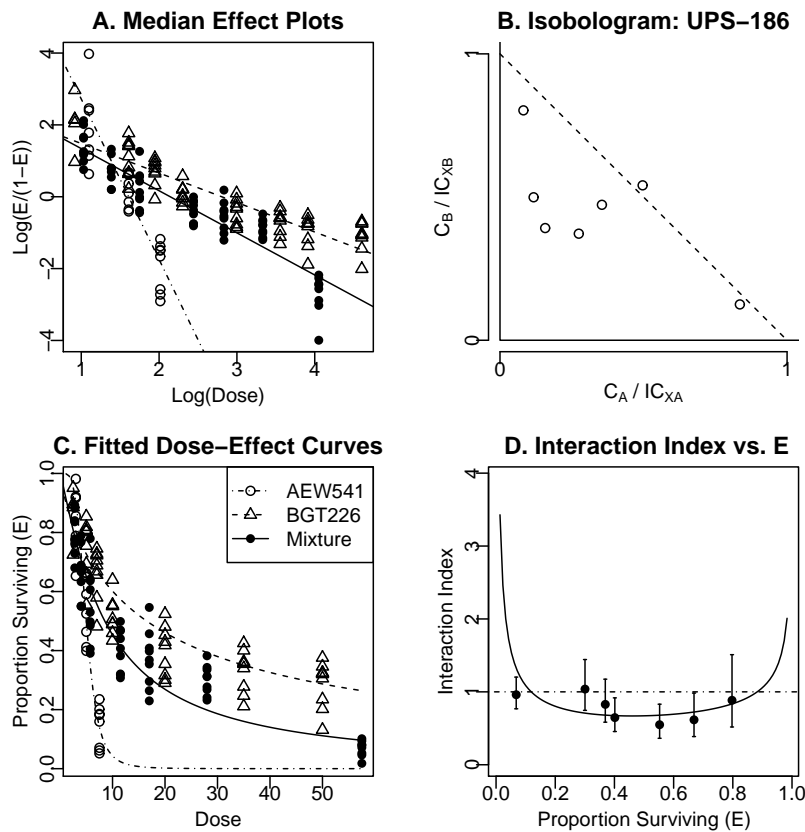 A. Median Effect Plots
Log(E/(1−E))
4
2
0
−2
−4
1 2 3 4
Log(Dose)
B. Isobologram: UPS−186
C_B / IC_XB
1
0
0 1
C_A / IC_XA
C. Fitted Dose−Effect Curves
Proportion Surviving (E)
1.0
0.8
0.6
0.4
0.2
0.0
AEW541
BGT226
Mixture
10 20 30 40 50
Dose
D. Interaction Index vs. E
Interaction Index
4
3
2
1
0
0.0 0.2 0.4 0.6 0.8 1.0
Proportion Surviving (E)